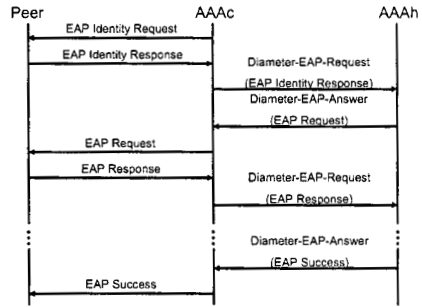 Peer AAAc AAAh
EAP Identity Request
EAP Identity Response
Diameter-EAP-Request
(EAP Identity Response)
Diameter-EAP-Answer
(EAP Request)
EAP Request
EAP Response
Diameter-EAP-Request
(EAP Response)
Diameter-EAP-Answer
(EAP Success)
EAP Success